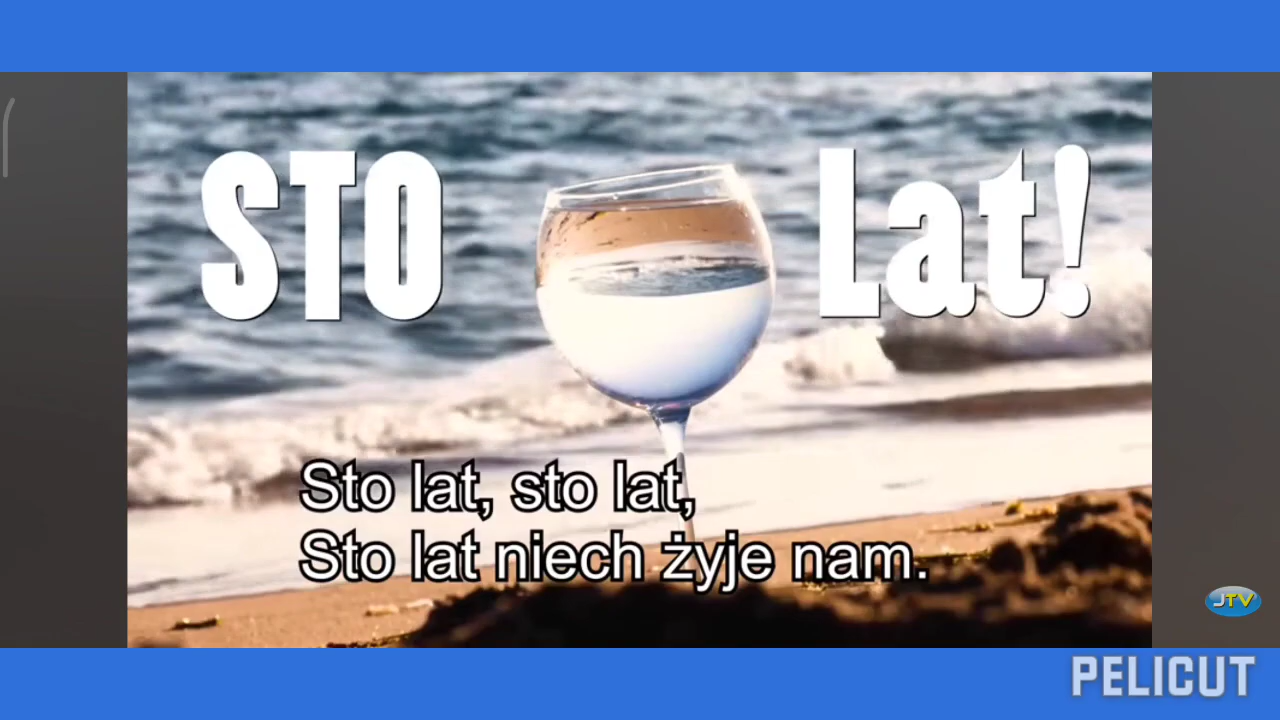 STO Lat!
Sto lat, sto lat,
Sto lat niech żyje nam.
JTV
PELICUT